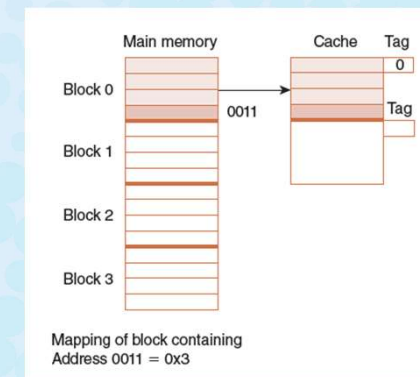 Main memory
Cache
Tag
0
Block 0
0011
Tag
Block 1
Block 2
Block 3
Mapping of block containing
Address 0011 = 0x3